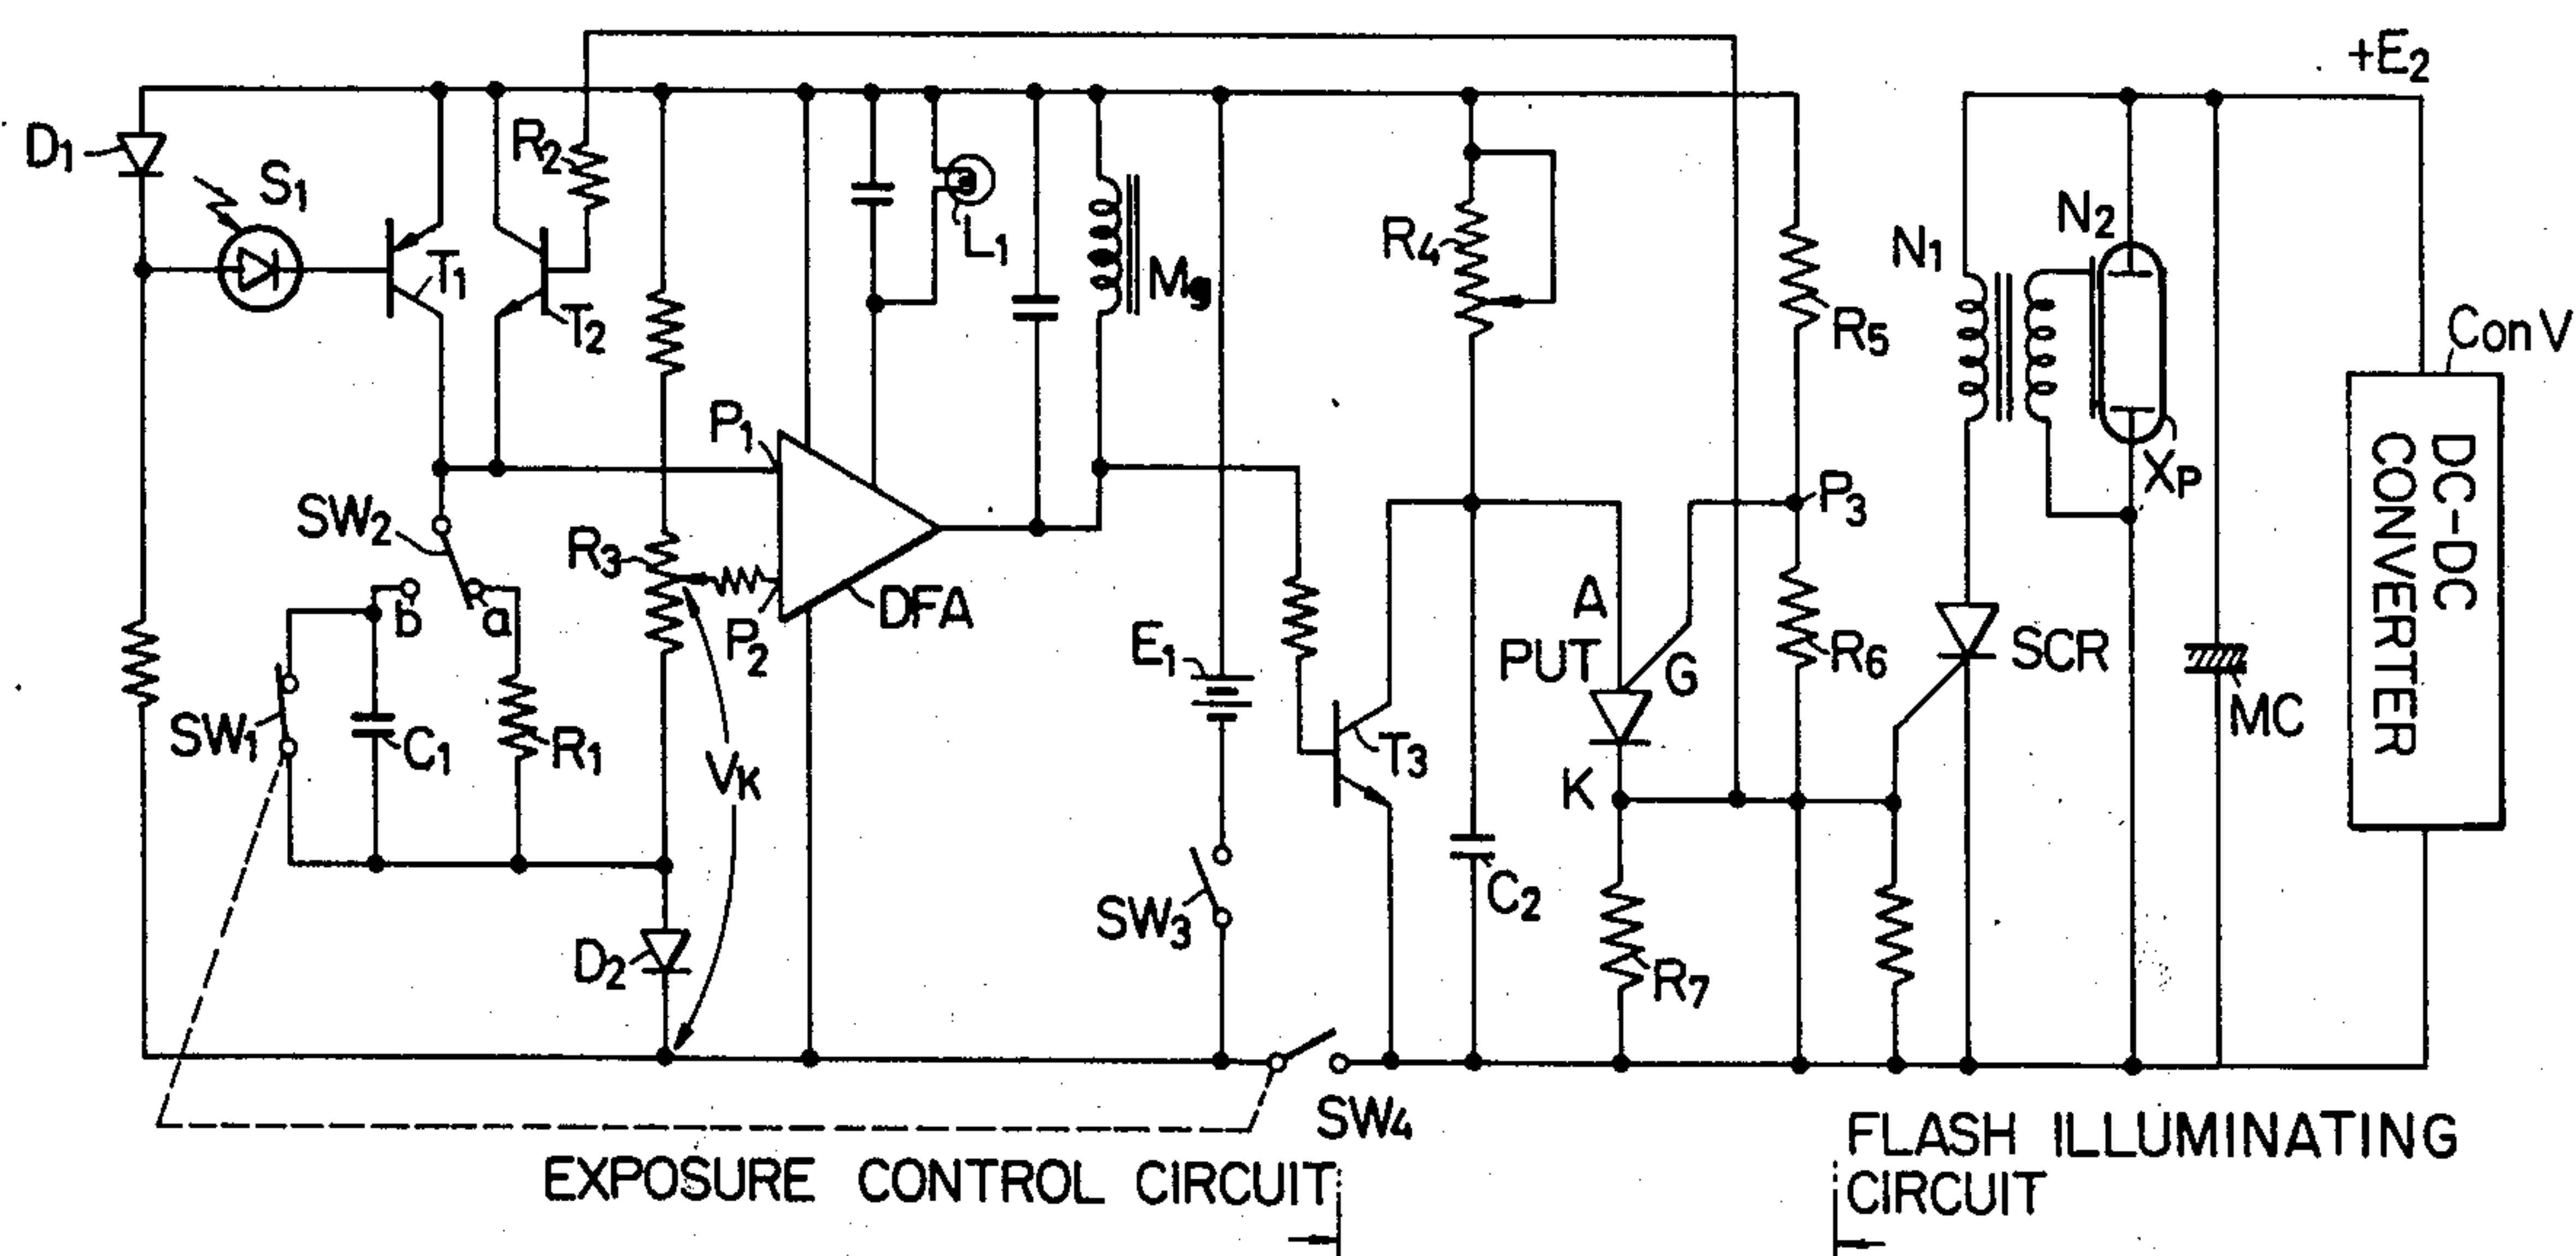 +E2
D1
S1
R2
T1
T2
L1
Mg
R4
R5
N1
N2
XP
ConV
DC-DC
CONVERTER
P1
P2
P3
SW2
b
a
R3
DFA
SW1
C1
R1
VK
D2
E1
SW3
T3
A
PUT
G
K
C2
R6
R7
SCR
MC
SW4
EXPOSURE CONTROL CIRCUIT
FLASH ILLUMINATING
CIRCUIT